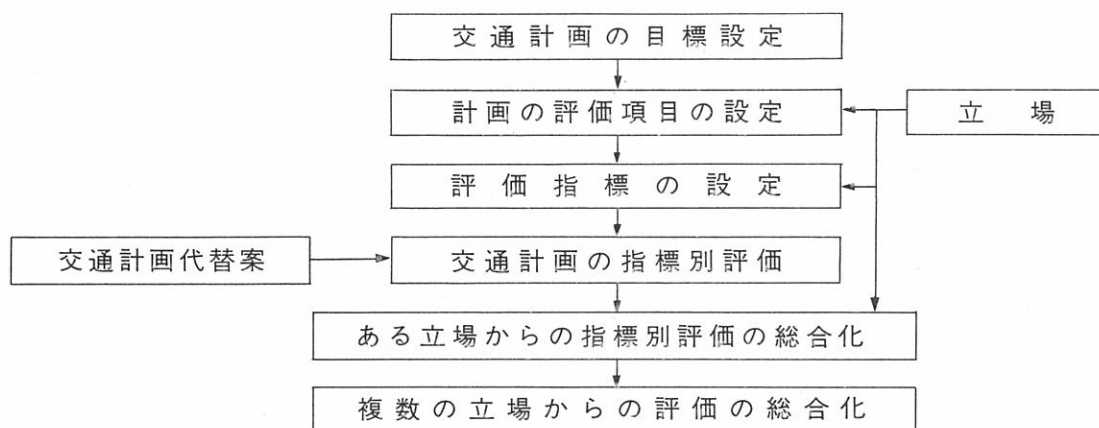 交通計画の目標設定
計画の評価項目の設定
立場
評価指標の設定
交通計画代替案
交通計画の指標別評価
ある立場からの指標別評価の総合化
複数の立場からの評価の総合化